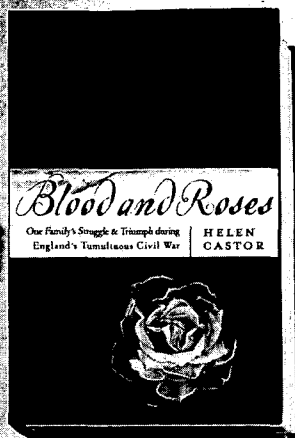 Blood and Roses
One Family's Struggle & Triumph during
England's Tumultuous Civil War
HELEN
CASTOR